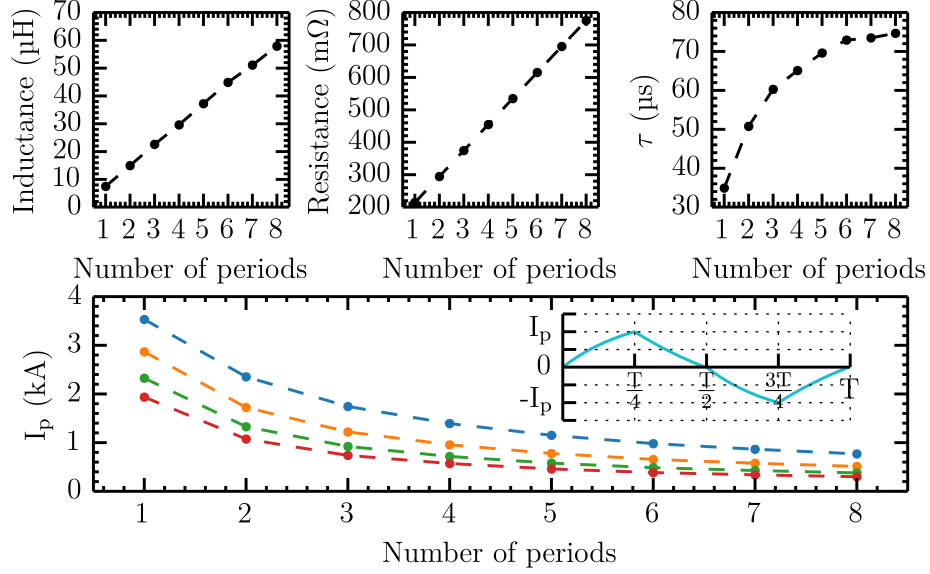 Inductance (µH)
70
60
50
40
30
20
10
0
1 2 3 4 5 6 7 8
Number of periods
Resistance (mΩ)
800
700
600
500
400
300
200
1 2 3 4 5 6 7 8
Number of periods
τ (µs)
80
70
60
50
40
30
1 2 3 4 5 6 7 8
Number of periods
I_p (kA)
4
3
2
1
0
1 2 3 4 5 6 7 8
Number of periods
I_p
0
-I_p
T/4
T/2
3T/4
T